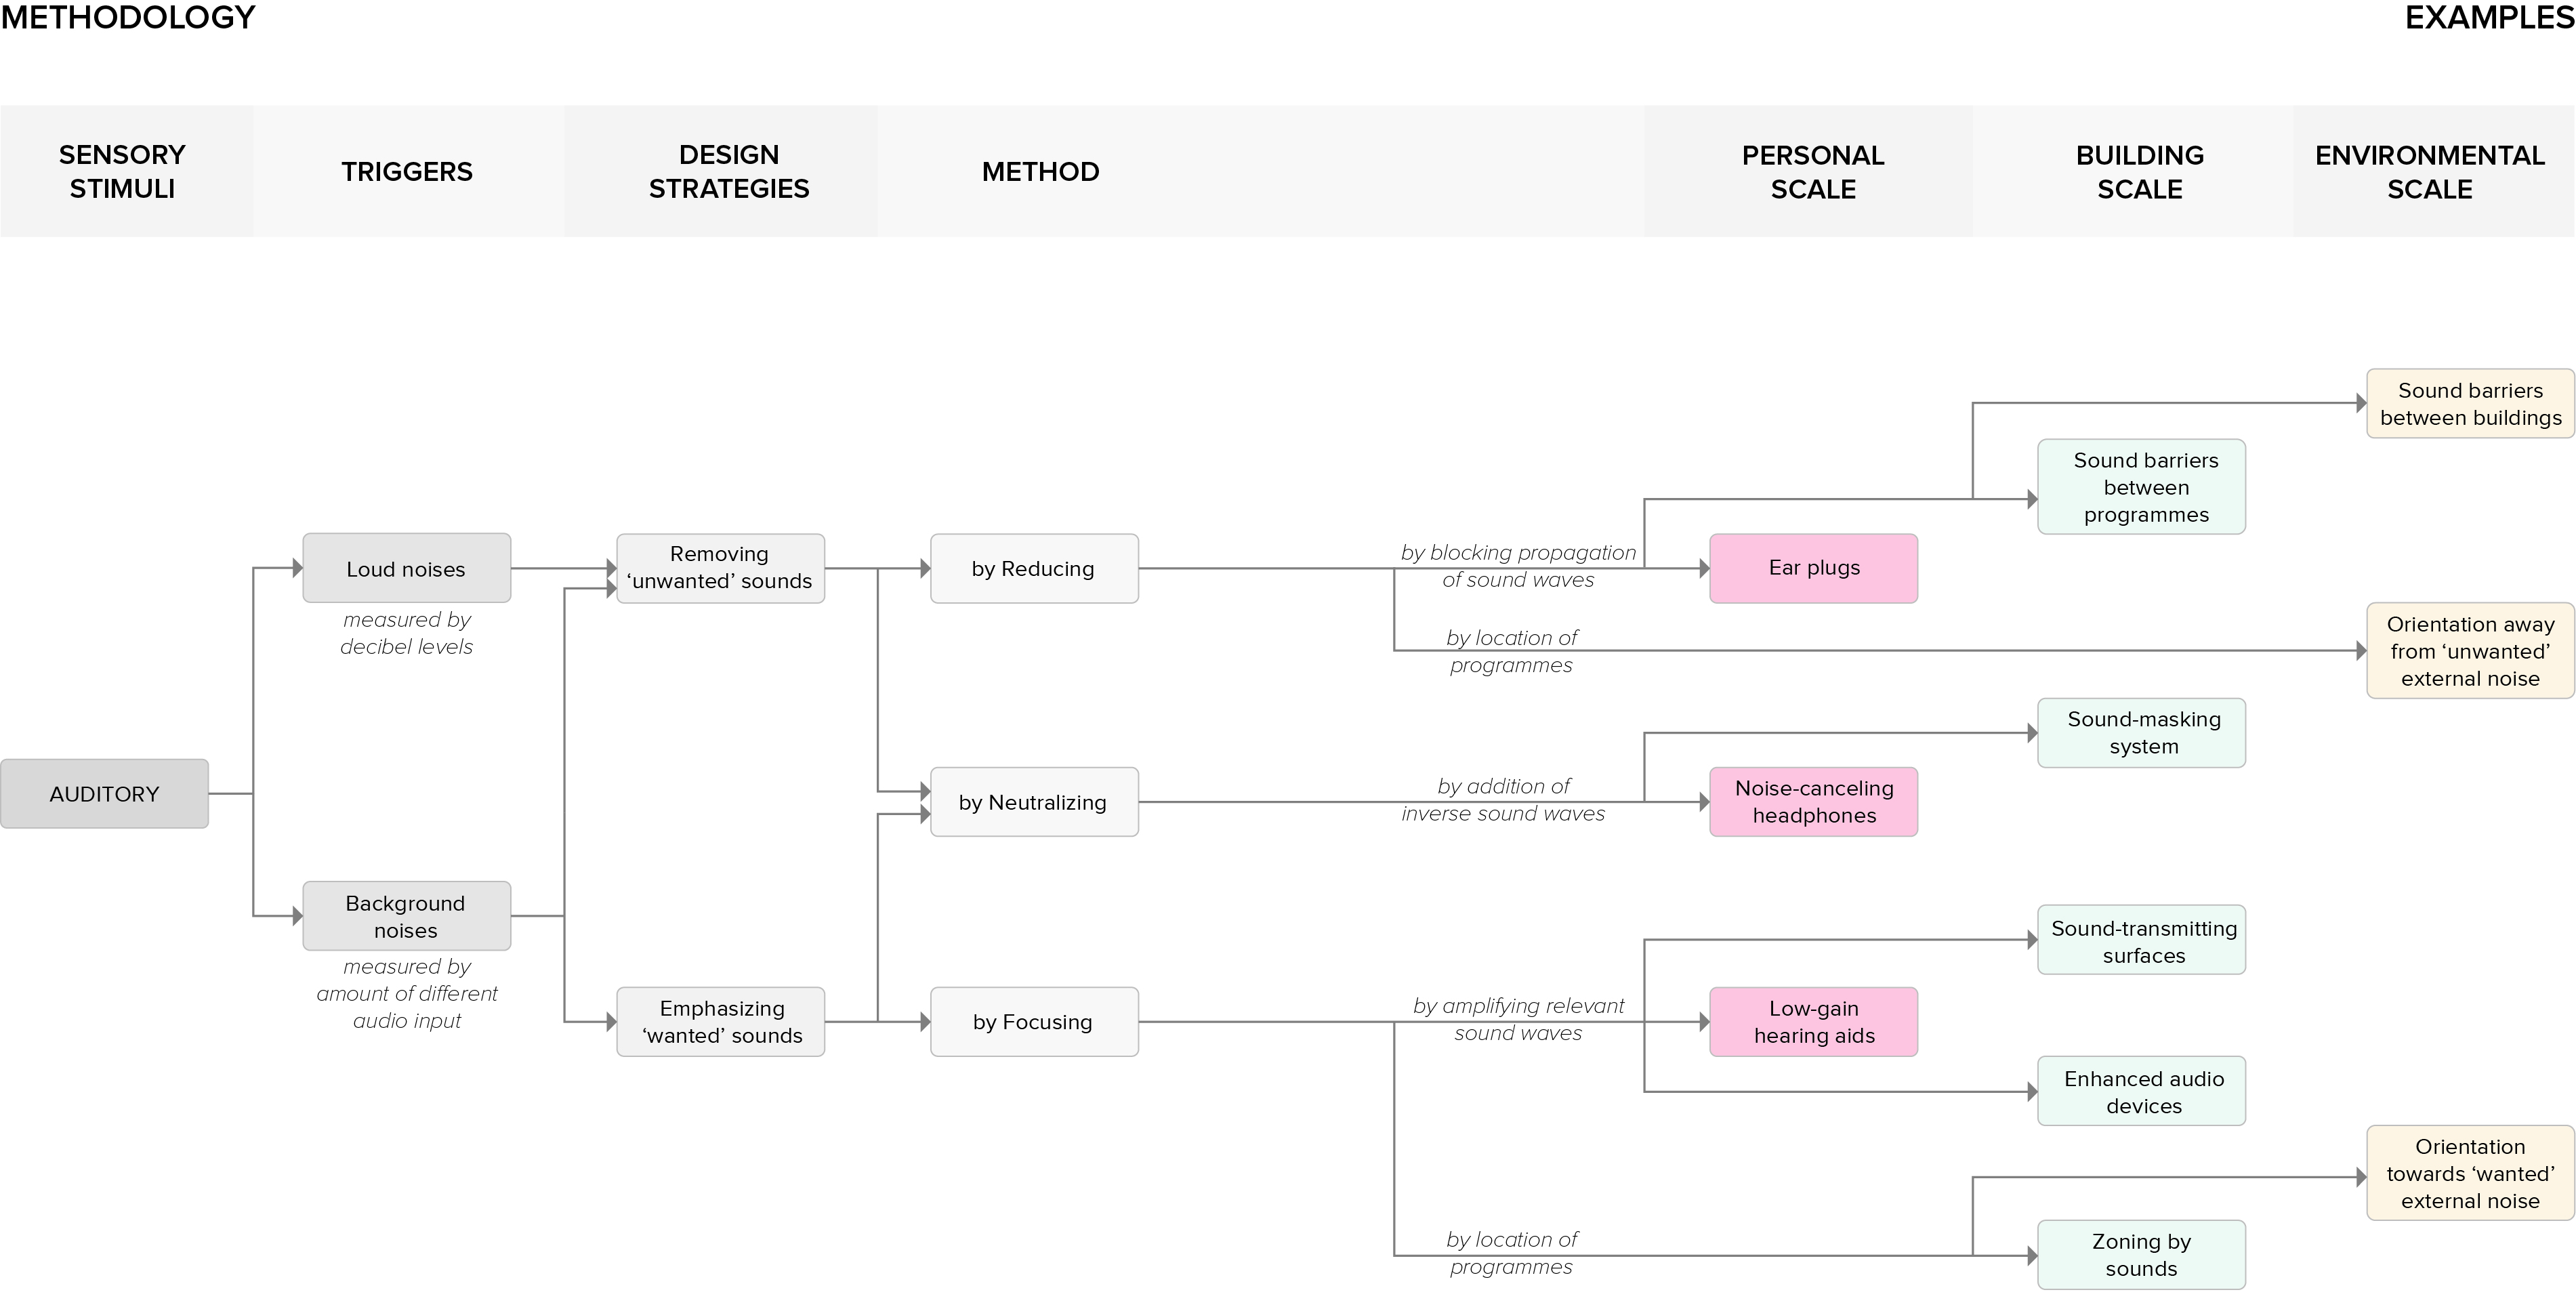 METHODOLOGY
EXAMPLES
SENSORY
STIMULI
TRIGGERS
DESIGN
STRATEGIES
METHOD
PERSONAL
SCALE
BUILDING
SCALE
ENVIRONMENTAL
SCALE
AUDITORY
Loud noises
measured by
decibel levels
Background
noises
measured by
amount of different
audio input
Removing
‘unwanted’ sounds
Emphasizing
‘wanted’ sounds
by Reducing
by Neutralizing
by Focusing
by blocking propagation
of sound waves
by location of
programmes
by addition of
inverse sound waves
by amplifying relevant
sound waves
by location of
programmes
Ear plugs
Noise-canceling
headphones
Low-gain
hearing aids
Sound barriers
between
programmes
Sound-masking
system
Sound-transmitting
surfaces
Enhanced audio
devices
Zoning by
sounds
Sound barriers
between buildings
Orientation away
from ‘unwanted’
external noise
Orientation
towards ‘wanted’
external noise